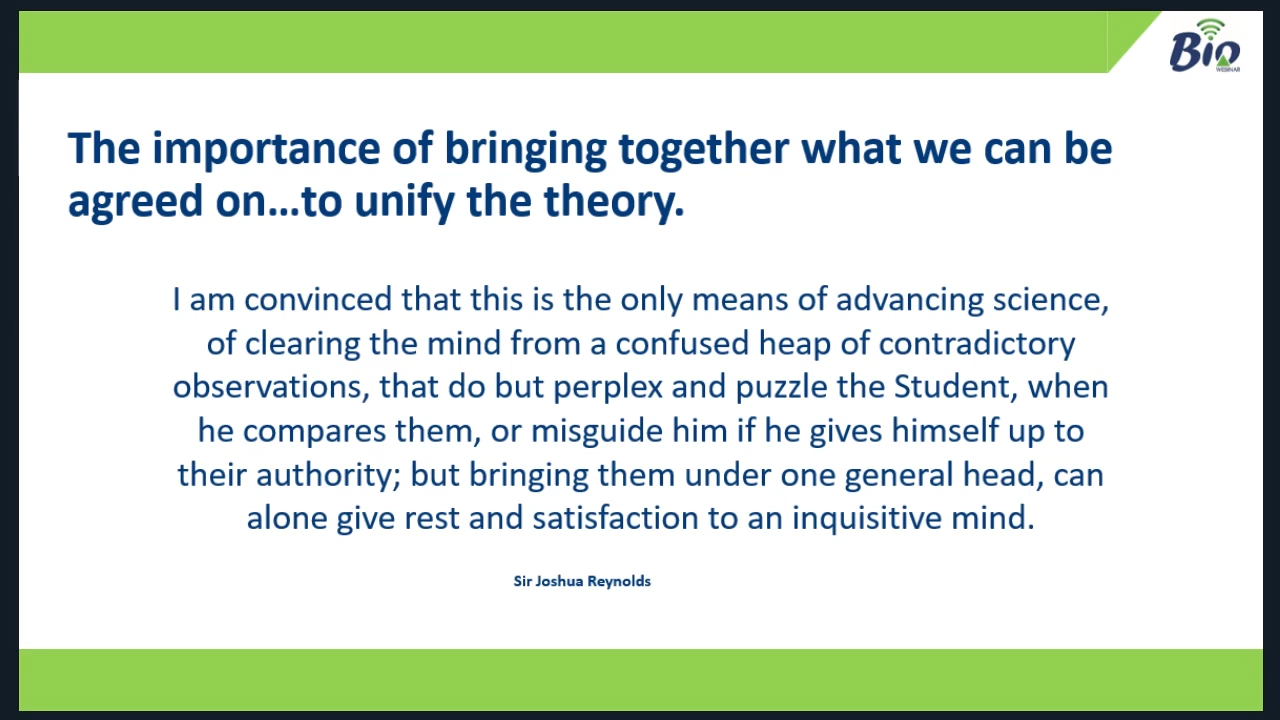 Bio
WEBINAR
The importance of bringing together what we can be
agreed on...to unify the theory.
I am convinced that this is the only means of advancing science,
of clearing the mind from a confused heap of contradictory
observations, that do but perplex and puzzle the Student, when
he compares them, or misguide him if he gives himself up to
their authority; but bringing them under one general head, can
alone give rest and satisfaction to an inquisitive mind.
Sir Joshua Reynolds